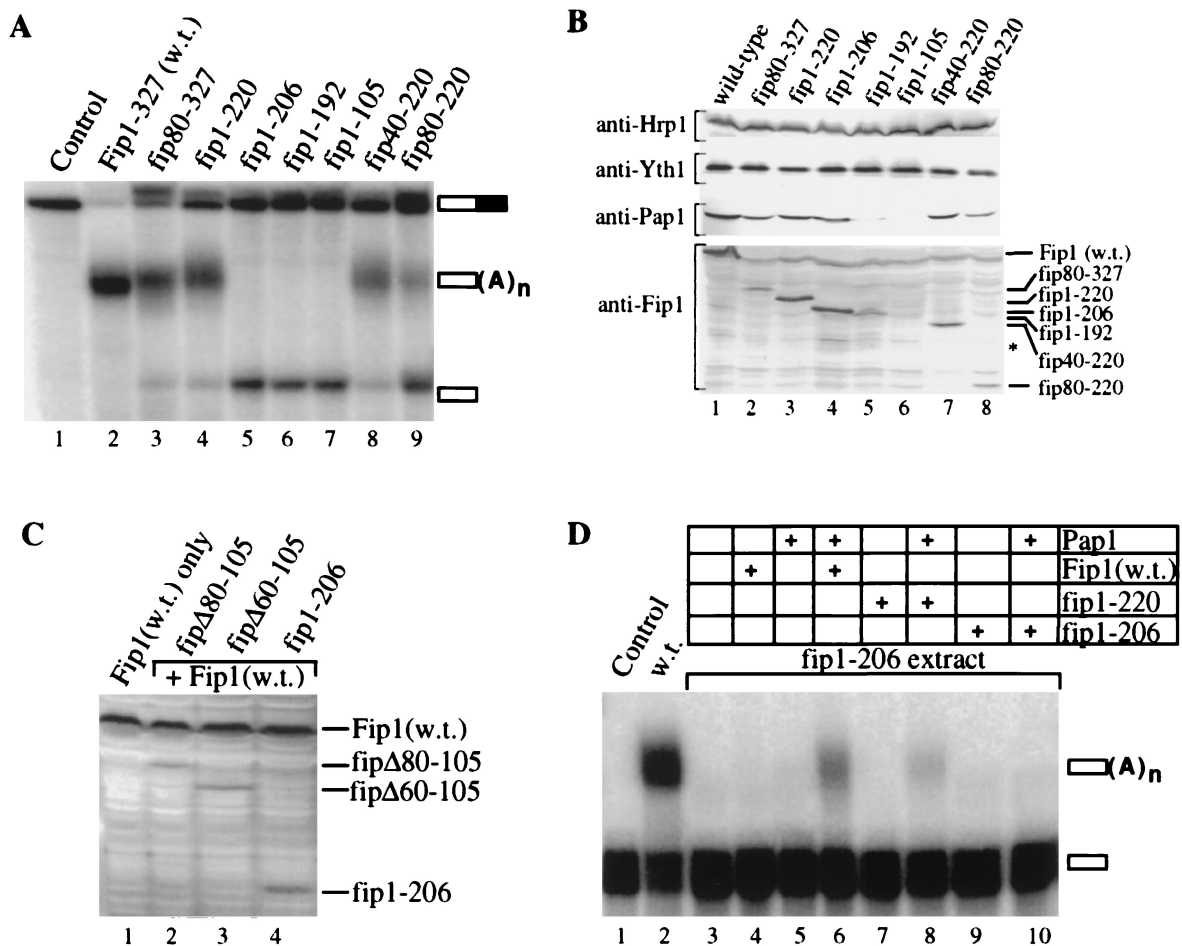 A
Control
Fip1-327 (w.t.)
fip80-327
fip1-220
fip1-206
fip1-192
fip1-105
fip40-220
fip80-220
(A)n
1 2 3 4 5 6 7 8 9
B
wild-type
fip80-327
fip1-220
fip1-206
fip1-192
fip1-105
fip40-220
fip80-220
anti-Hrp1
anti-Yth1
anti-Pap1
anti-Fip1
Fip1 (w.t.)
fip80-327
fip1-220
fip1-206
fip1-192
*
fip40-220
fip80-220
1 2 3 4 5 6 7 8
C
Fip1(w.t.) only
fipΔ80-105
fipΔ60-105
fip1-206
+ Fip1(w.t.)
Fip1(w.t.)
fipΔ80-105
fipΔ60-105
fip1-206
1 2 3 4
D
+ + + + Pap1
+ + Fip1(w.t.)
+ + fip1-220
+ + fip1-206
Control
w.t.
fip1-206 extract
(A)n
1 2 3 4 5 6 7 8 9 10